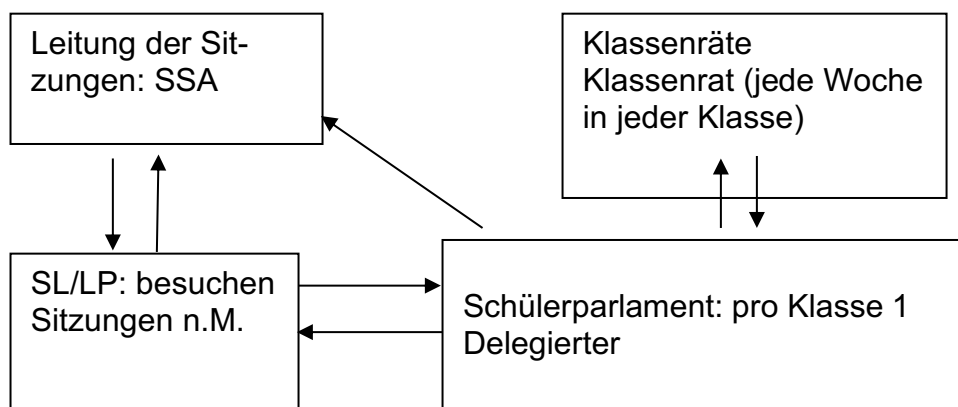 Leitung der Sit-
zungen: SSA
Klassenräte
Klassenrat (jede Woche
in jeder Klasse)
SL/LP: besuchen
Sitzungen n.M.
Schülerparlament: pro Klasse 1
Delegierter